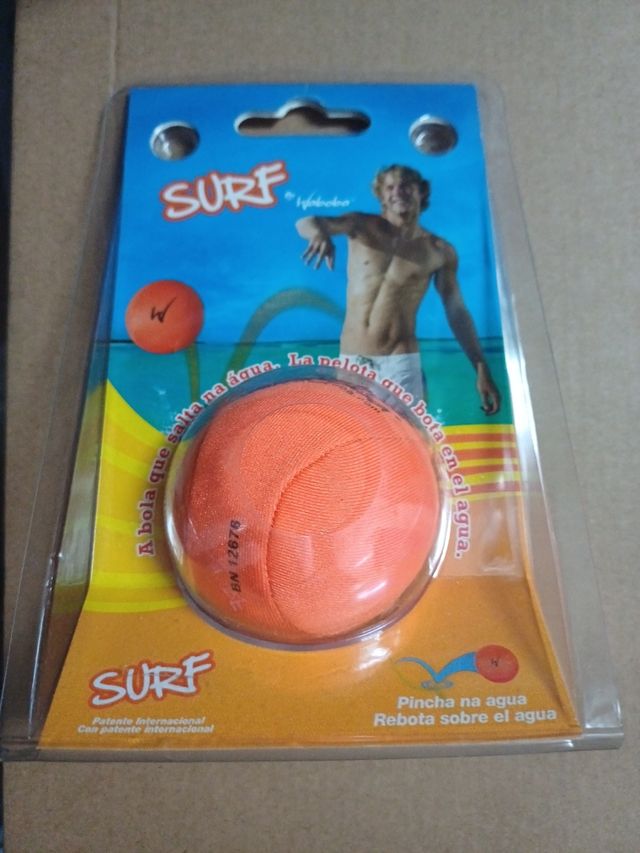 SURF
By Waboba
W
A bola que salta na água. La pelota que bota en el agua.
BN 12676
SURF
Patente Internacional
Con patente internacional
W
Pincha na agua
Rebota sobre el agua